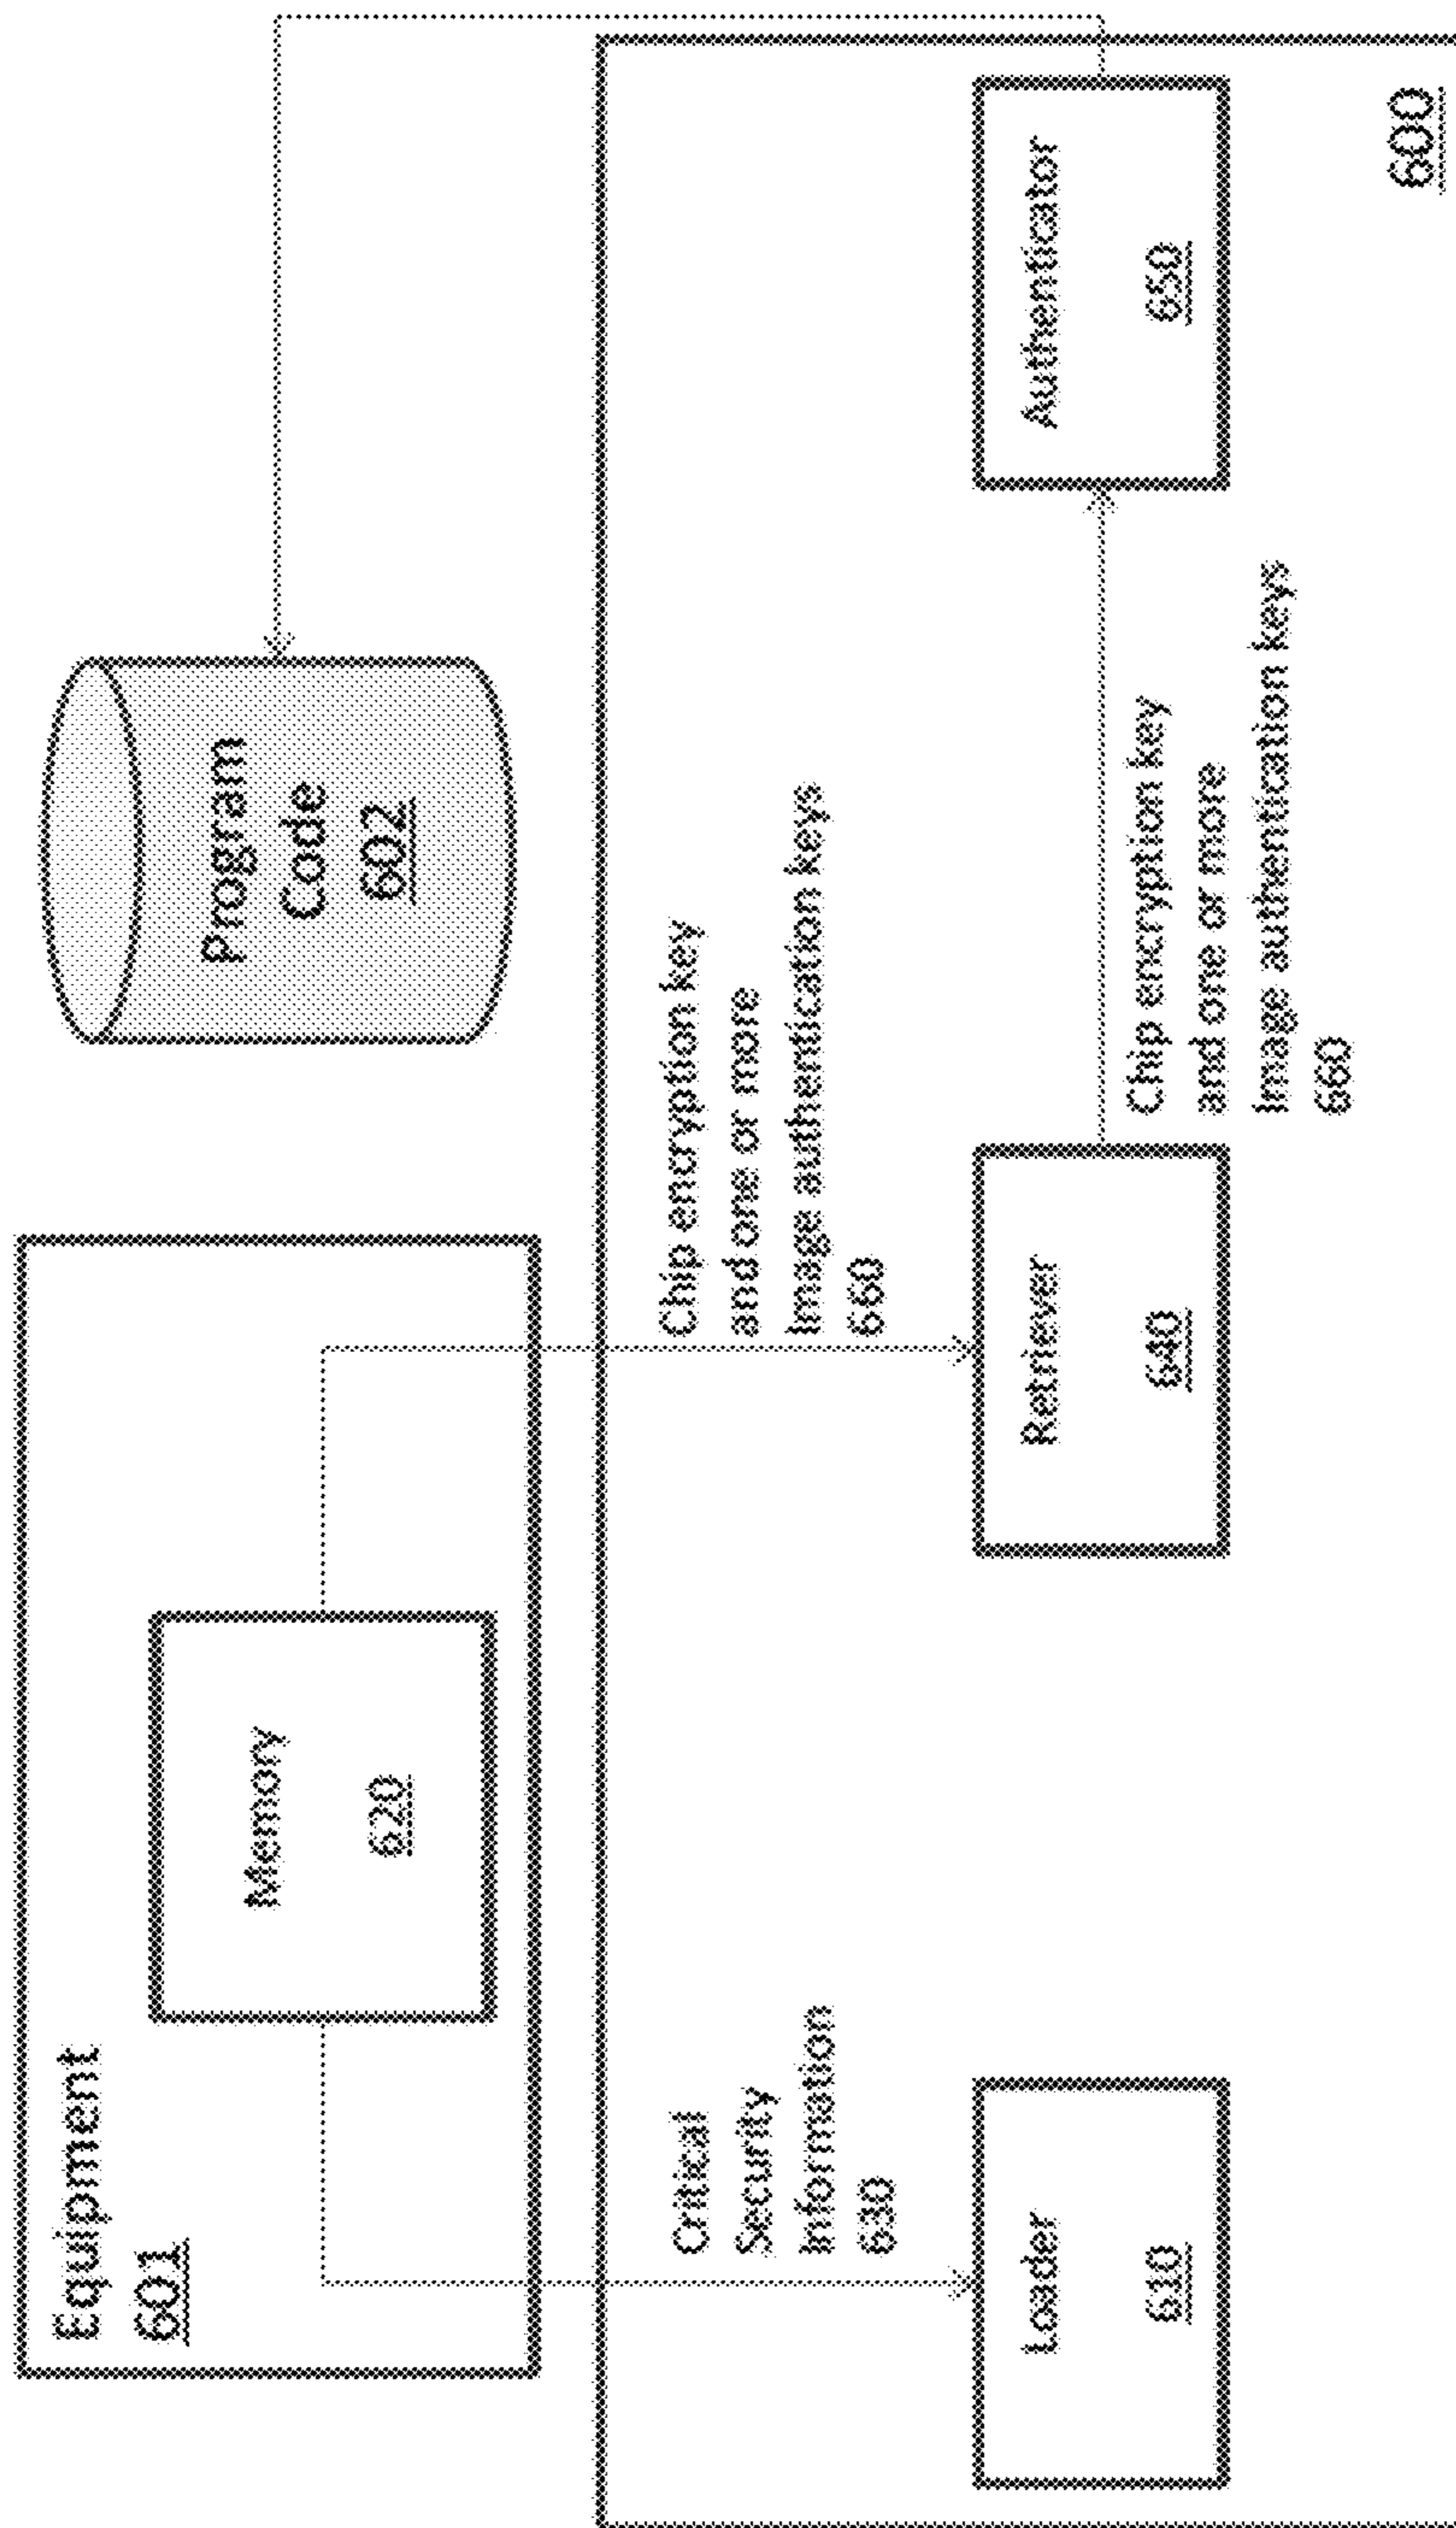 Equipment
601
Memory
620
Program
Code
602
Critical
Security
Information
630
Chip encryption key
and one or more
Image authentication keys
660
Loader
610
Retriever
640
Chip encryption key
and one or more
Image authentication keys
660
Authenticator
650
600